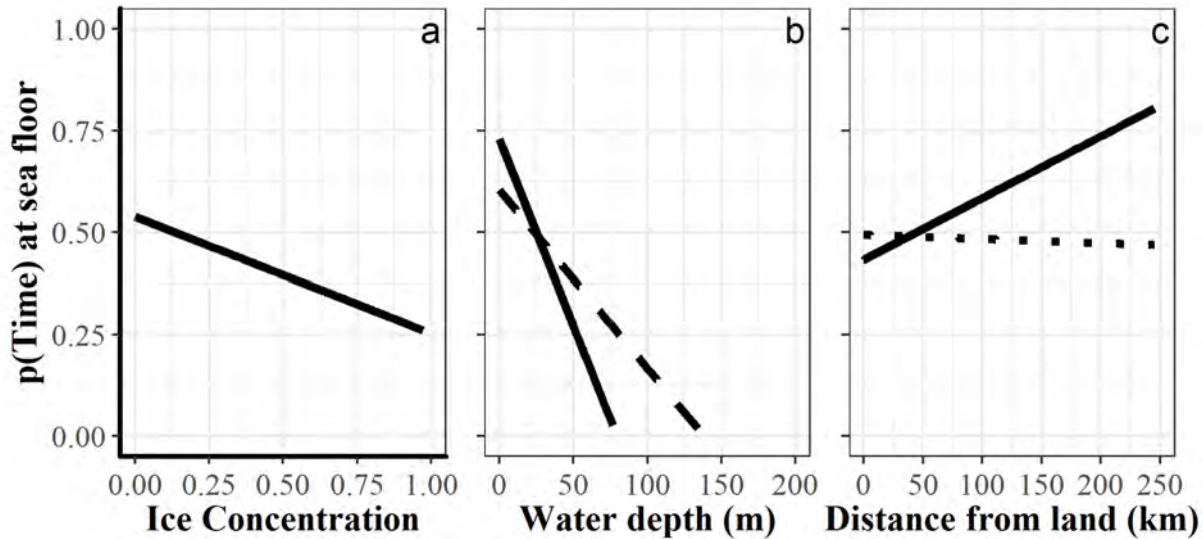 p(Time) at sea floor
1.00
0.75
0.50
0.25
0.00
a
0.00 0.25 0.50 0.75 1.00
Ice Concentration
b
0 50 100 150 200
Water depth (m)
c
0 50 100 150 200 250
Distance from land (km)